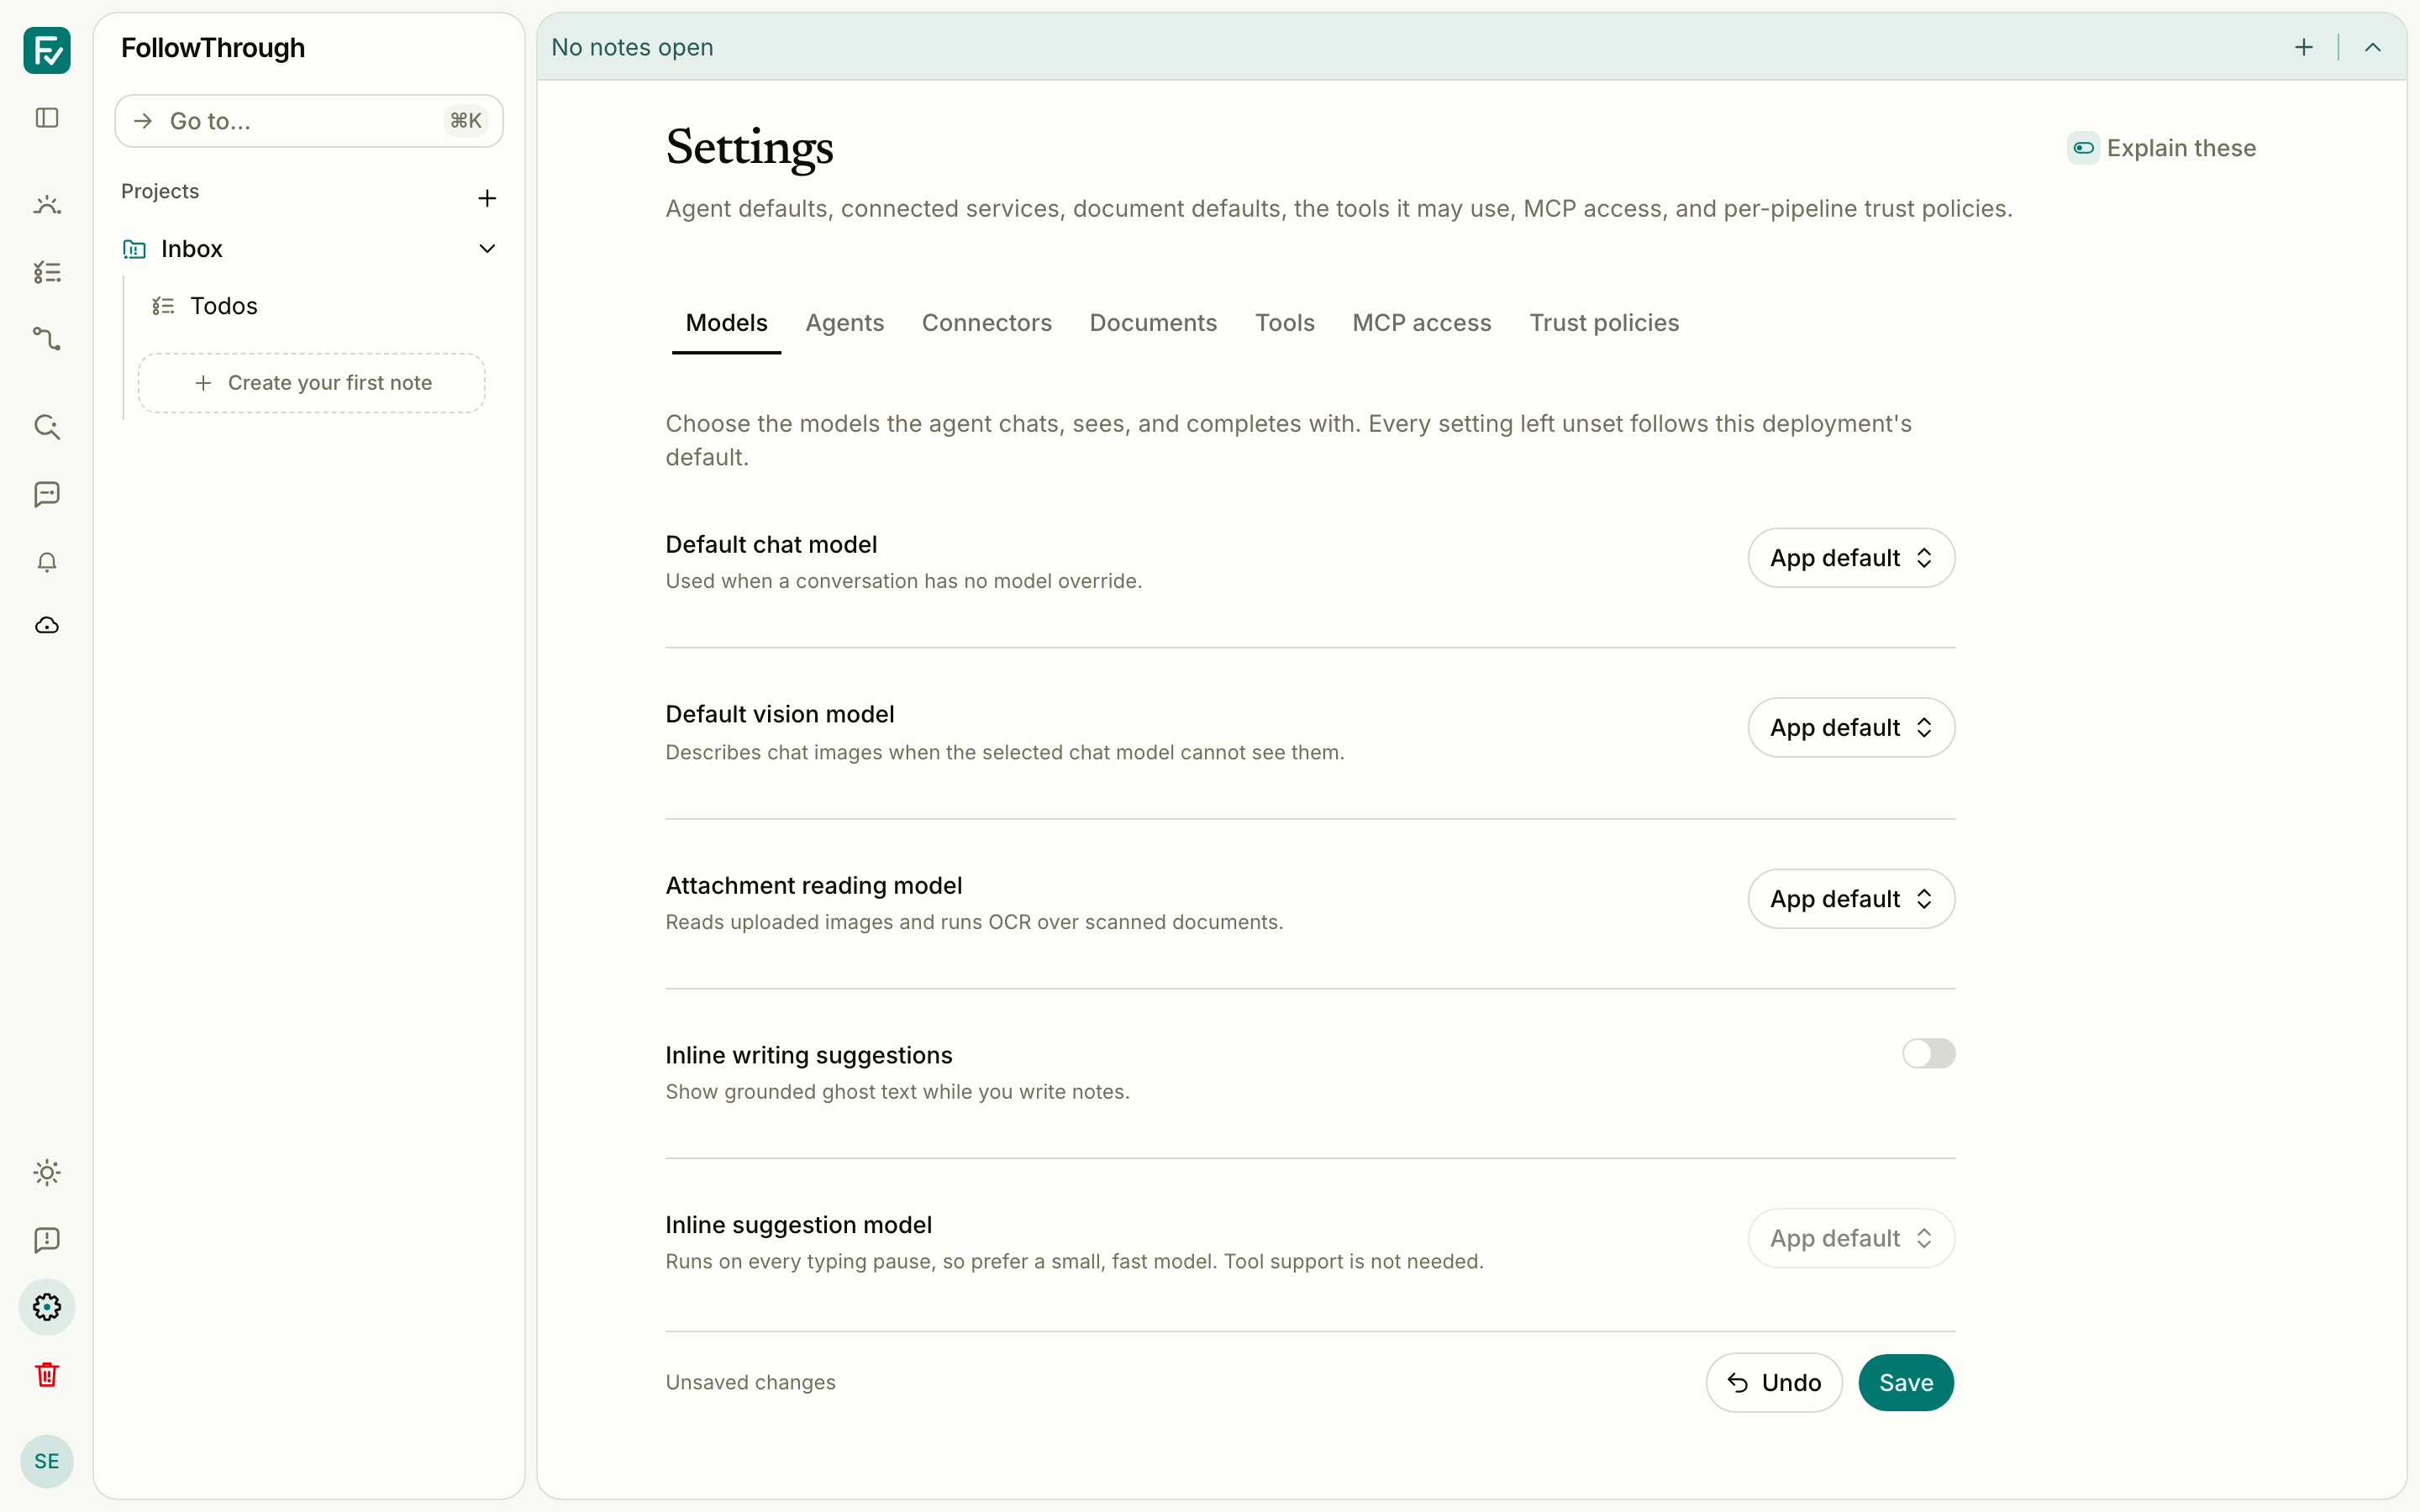 FollowThrough
Go to...
⌘K
Projects
Inbox
Todos
Create your first note
SE
No notes open
Settings
Explain these
Agent defaults, connected services, document defaults, the tools it may use, MCP access, and per-pipeline trust policies.
Models
Agents
Connectors
Documents
Tools
MCP access
Trust policies
Choose the models the agent chats, sees, and completes with. Every setting left unset follows this deployment's
default.
Default chat model
App default
Used when a conversation has no model override.
Default vision model
App default
Describes chat images when the selected chat model cannot see them.
Attachment reading model
App default
Reads uploaded images and runs OCR over scanned documents.
Inline writing suggestions
Show grounded ghost text while you write notes.
Inline suggestion model
App default
Runs on every typing pause, so prefer a small, fast model. Tool support is not needed.
Unsaved changes
Undo
Save